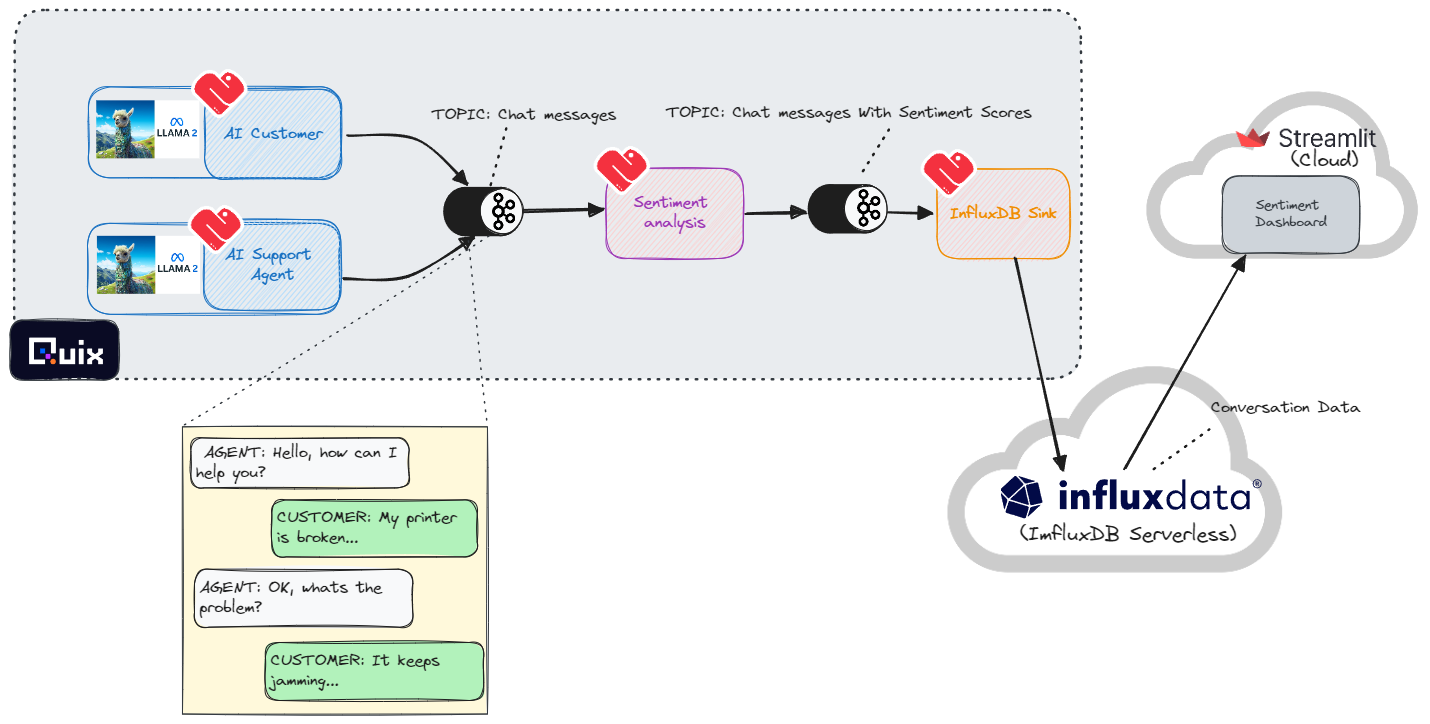 TOPIC: Chat messages
TOPIC: Chat messages With Sentiment Scores
LLAMA 2
AI Customer
LLAMA 2
AI Support
Agent
Sentiment
analysis
InfluxDB Sink
Quix
Streamlit
(Cloud)
Sentiment
Dashboard
Conversation Data
influxdata®
(ImfluxDB Serverless)
AGENT: Hello, how can I
help you?
CUSTOMER: My printer
is broken...
AGENT: OK, whats the
problem?
CUSTOMER: It keeps
jamming...